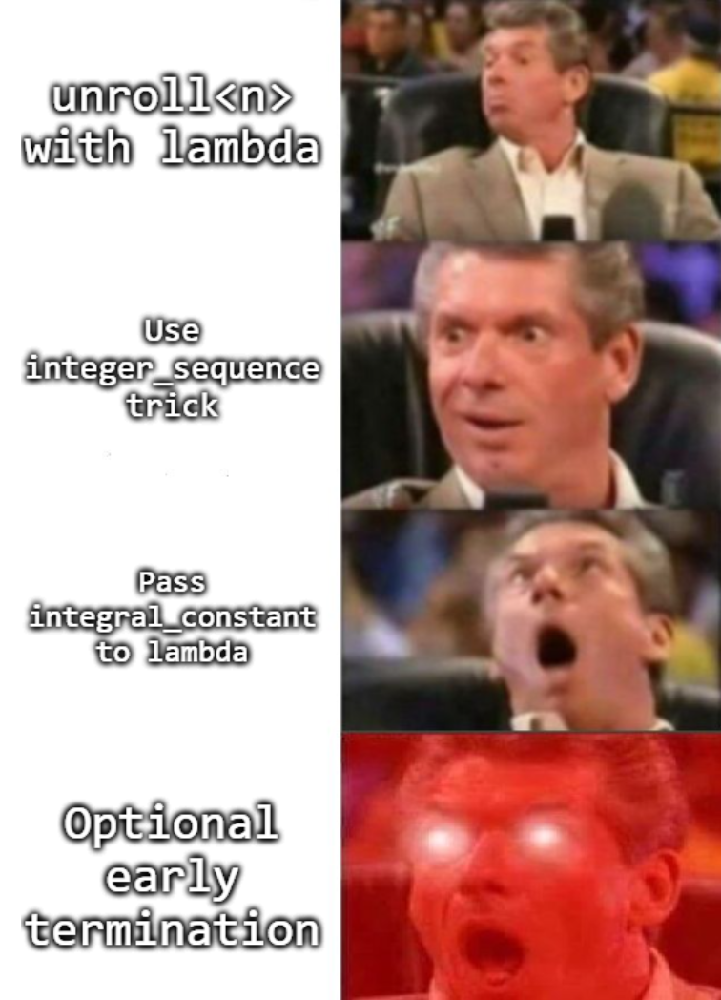 unroll<n>
with lambda
Use
integer_sequence
trick
Pass
integral_constant
to lambda
Optional
early
termination